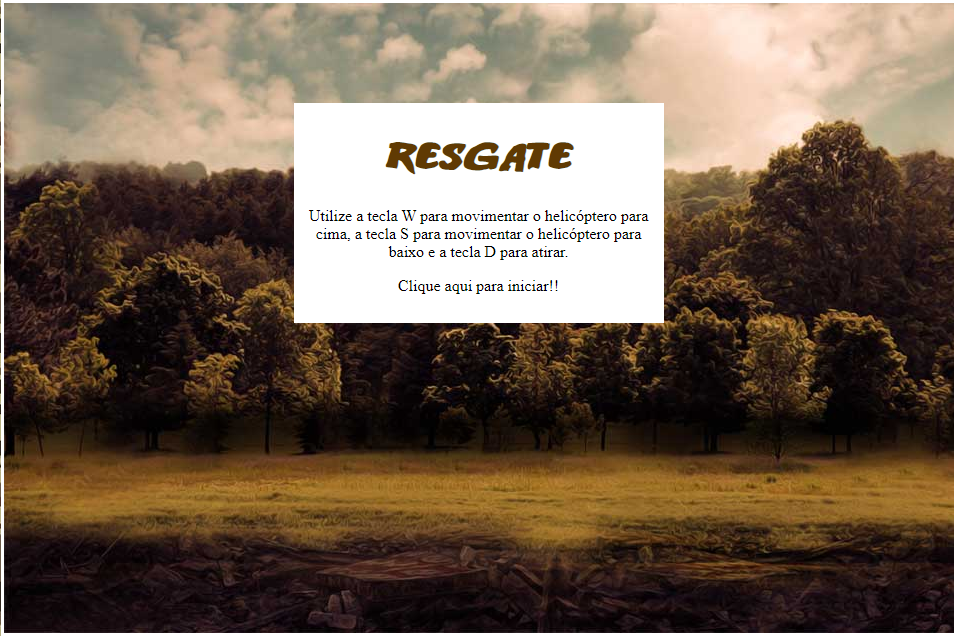 RESGATE
Utilize a tecla W para movimentar o helicóptero para
cima, a tecla S para movimentar o helicóptero para
baixo e a tecla D para atirar.
Clique aqui para iniciar!!